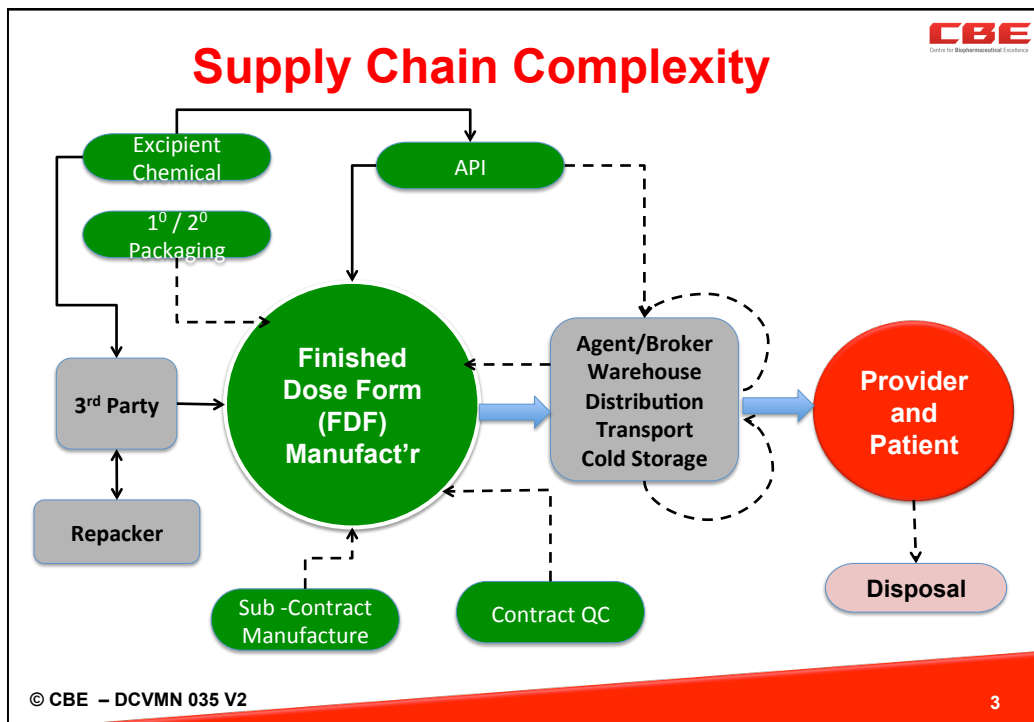 CBE
Centre for Biopharmaceutical Excellence
Supply Chain Complexity
Excipient
Chemical
API
1⁰ / 2⁰
Packaging
Finished
Dose Form
(FDF)
Manufact’r
Agent/Broker
Warehouse
Distribution
Transport
Cold Storage
Provider
and
Patient
3rd Party
Repacker
Sub -Contract
Manufacture
Contract QC
Disposal
© CBE – DCVMN 035 V2
3